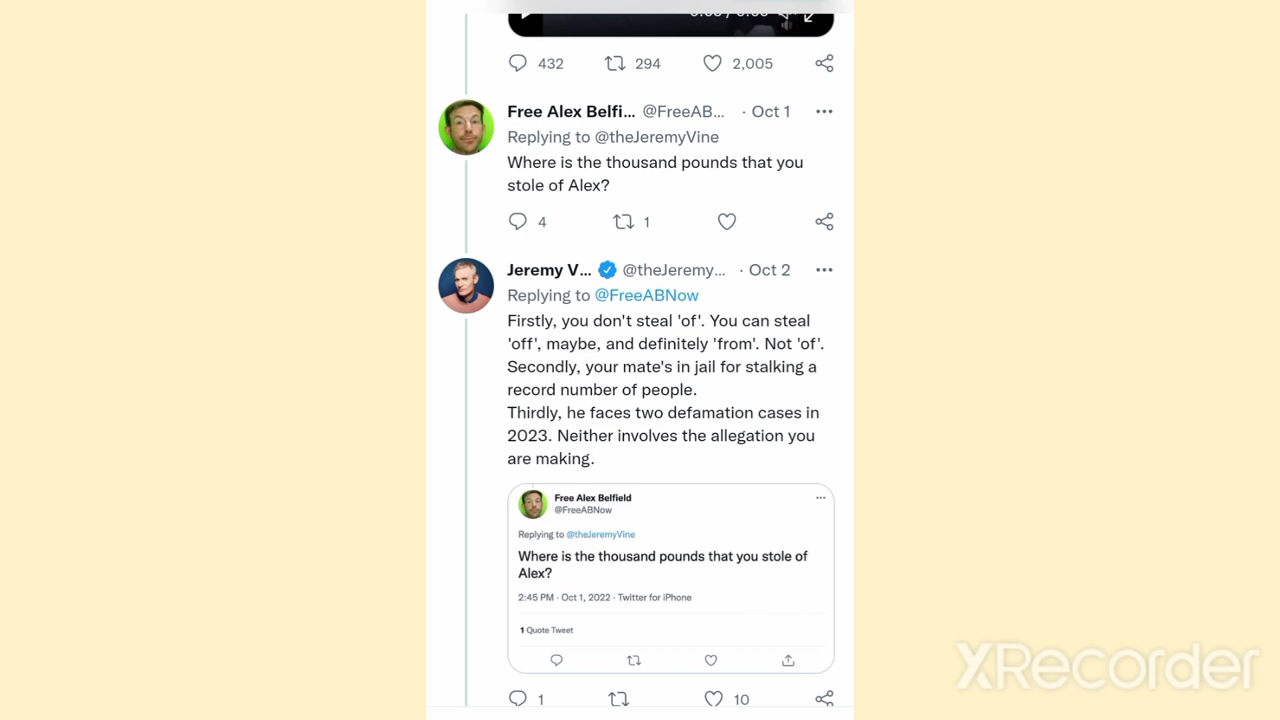 432 294 2,005
Free Alex Belfi... @FreeAB... · Oct 1
Replying to @theJeremyVine
Where is the thousand pounds that you
stole of Alex?
4 1
Jeremy V... @theJeremy... · Oct 2
Replying to @FreeABNow
Firstly, you don't steal 'of'. You can steal
'off', maybe, and definitely 'from'. Not 'of'.
Secondly, your mate's in jail for stalking a
record number of people.
Thirdly, he faces two defamation cases in
2023. Neither involves the allegation you
are making.
Free Alex Belfield
@FreeABNow
Replying to @theJeremyVine
Where is the thousand pounds that you stole of
Alex?
2:45 PM · Oct 1, 2022 · Twitter for iPhone
1 Quote Tweet
1 10
XRecorder